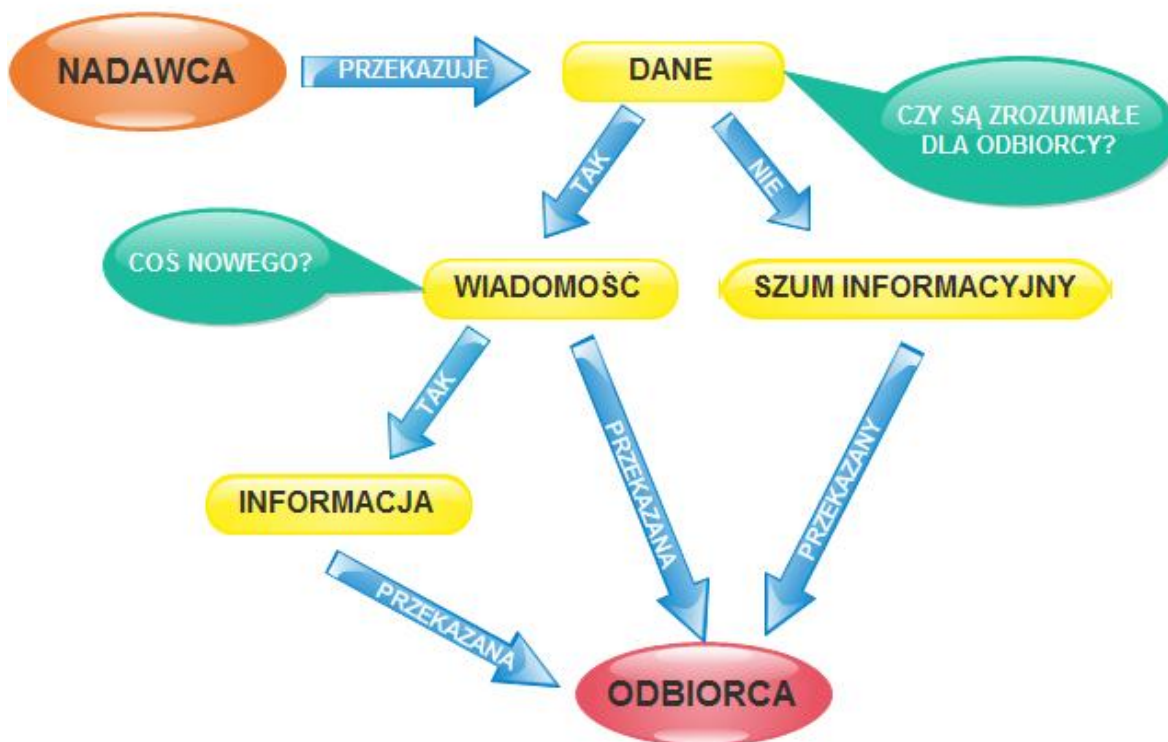 NADAWCA
PRZEKAZUJE
DANE
CZY SĄ ZROZUMIAŁE
DLA ODBIORCY?
TAK
NIE
COŚ NOWEGO?
WIADOMOŚĆ
SZUM INFORMACYJNY
TAK
PRZEKAZANA
PRZEKAZANY
INFORMACJA
PRZEKAZANA
ODBIORCA